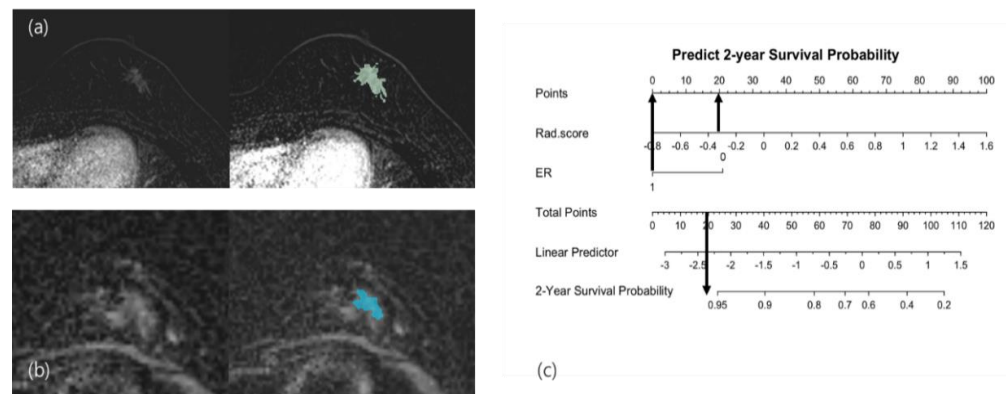 (a)
(b)
Predict 2-year Survival Probability
Points
0 10 20 30 40 50 60 70 80 90 100
Rad.score
-0.8 -0.6 -0.4 -0.2 0 0.2 0.4 0.6 0.8 1 1.2 1.4 1.6
0
ER
1
Total Points
0 10 20 30 40 50 60 70 80 90 100 110 120
Linear Predictor
-3 -2.5 -2 -1.5 -1 -0.5 0 0.5 1 1.5
2-Year Survival Probability
0.95 0.9 0.8 0.7 0.6 0.4 0.2
(c)